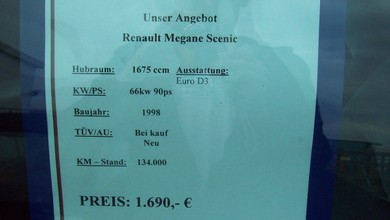 Unser Angebot
Renault Megane Scenic
Hubraum: 1675 ccm Ausstattung:
Euro D3
KW/PS: 66kw 90ps
Baujahr: 1998
TÜV/AU: Bei kauf
Neu
KM – Stand: 134.000
PREIS: 1.690,- €